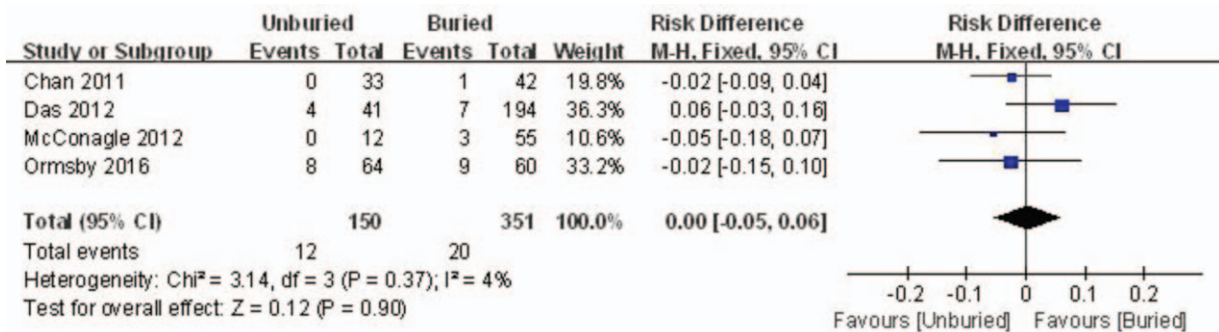 Unburied Buried Risk Difference Risk Difference
Study or Subgroup Events Total Events Total Weight M-H, Fixed, 95% CI M-H, Fixed, 95% CI
Chan 2011 0 33 1 42 19.8% -0.02 [-0.09, 0.04]
Das 2012 4 41 7 194 36.3% 0.06 [-0.03, 0.16]
McConagle 2012 0 12 3 55 10.6% -0.05 [-0.18, 0.07]
Ormsby 2016 8 64 9 60 33.2% -0.02 [-0.15, 0.10]
Total (95% CI) 150 351 100.0% 0.00 [-0.05, 0.06]
Total events 12 20
Heterogeneity: Chi² = 3.14, df = 3 (P = 0.37); I² = 4%
Test for overall effect: Z = 0.12 (P = 0.90)
-0.2 -0.1 0 0.1 0.2
Favours [Unburied] Favours [Buried]